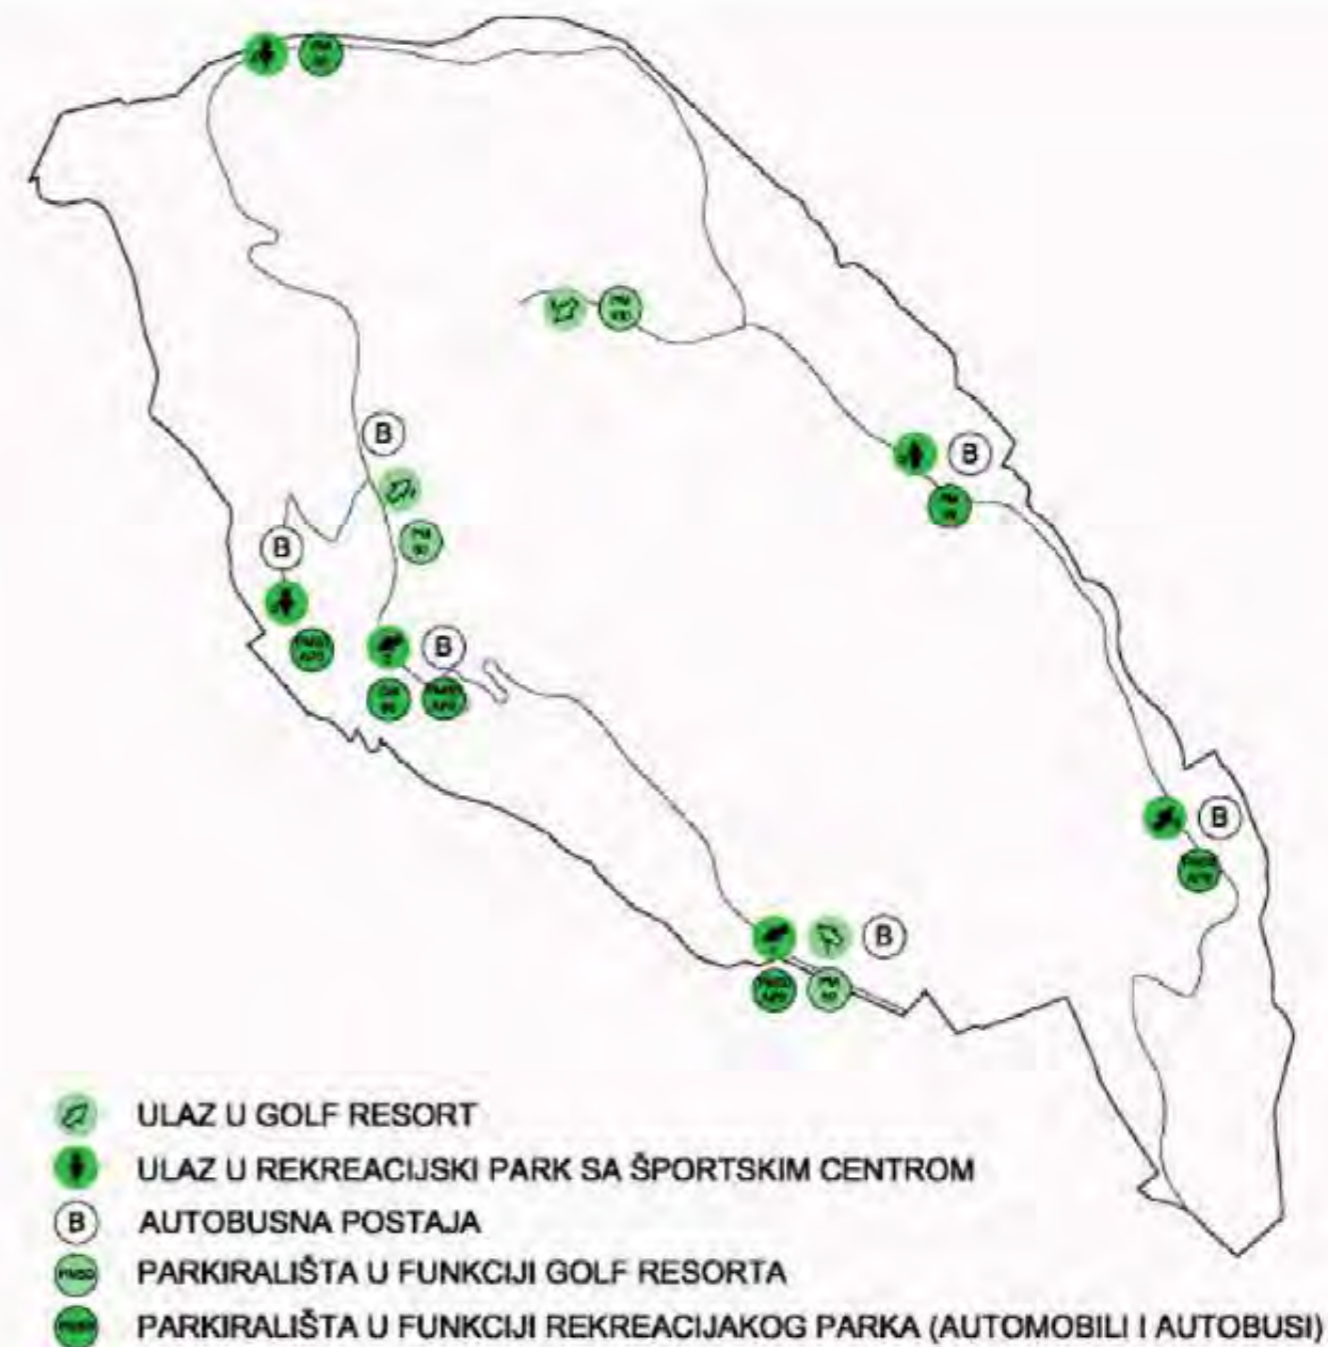 B
B
B
B
B
B
B ULAZ U GOLF RESORT
ULAZ U REKREACIJSKI PARK SA ŠPORTSKIM CENTROM
AUTOBUSNA POSTAJA
PARKIRALIŠTA U FUNKCIJI GOLF RESORTA
PARKIRALIŠTA U FUNKCIJI REKREACIJAKOG PARKA (AUTOMOBILI I AUTOBUSI)